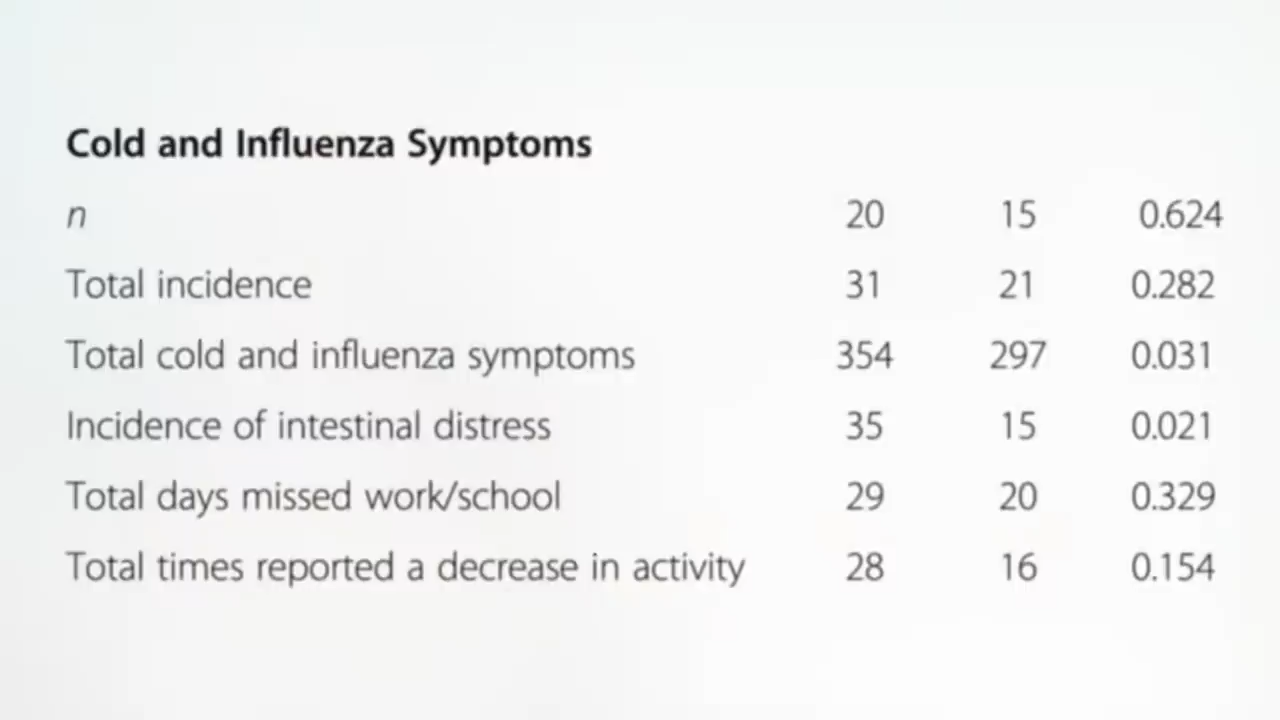 Cold and Influenza Symptoms
n 20 15 0.624
Total incidence 31 21 0.282
Total cold and influenza symptoms 354 297 0.031
Incidence of intestinal distress 35 15 0.021
Total days missed work/school 29 20 0.329
Total times reported a decrease in activity 28 16 0.154